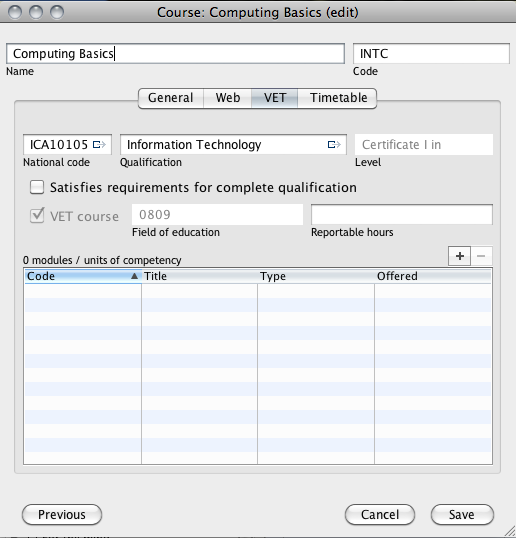 Course: Computing Basics (edit)
Computing Basics INTC
Name Code
General Web VET Timetable
ICA10105 Information Technology Certificate I in
National code Qualification Level
Satisfies requirements for complete qualification
VET course 0809
Field of education Reportable hours
0 modules / units of competency + −
Code Title Type Offered
Previous Cancel Save